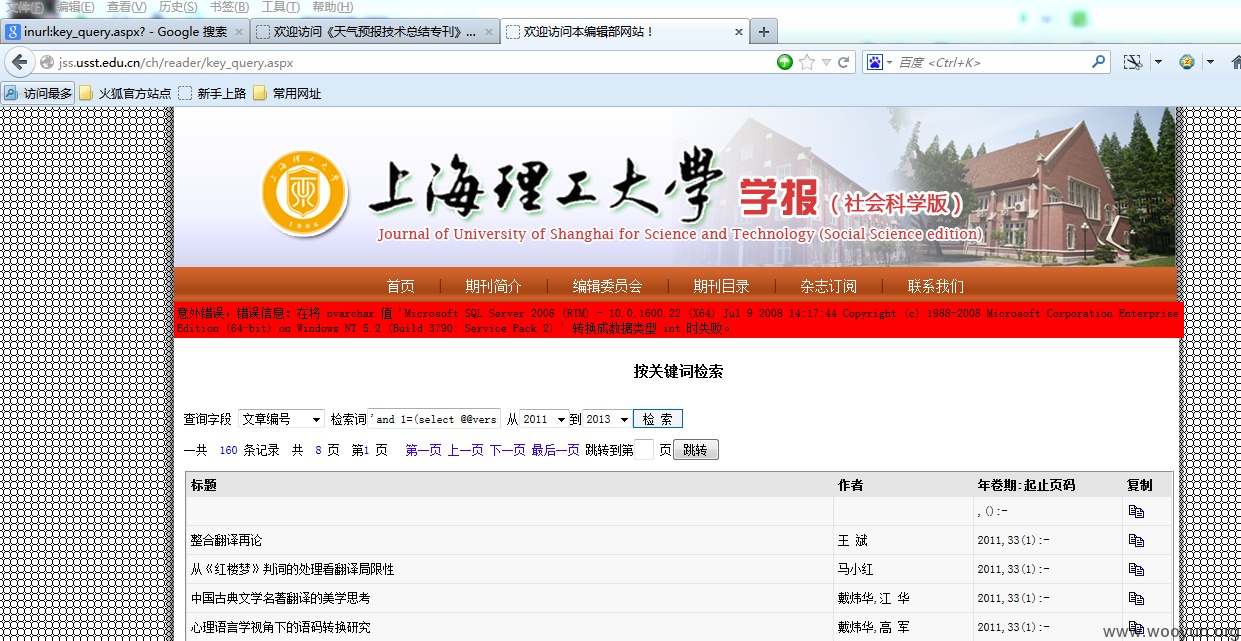 文件(F) 编辑(E) 查看(V) 历史(S) 书签(B) 工具(T) 帮助(H)
inurl:key_query.aspx? - Google 搜索 欢迎访问《天气预报技术总结专刊》... 欢迎访问本编辑部网站！
jss.usst.edu.cn/ch/reader/key_query.aspx 百度 <Ctrl+K>
访问最多 火狐官方站点 新手上路 常用网址
上海理工大學 学报（社会科学版）
Journal of University of Shanghai for Science and Technology (Social Science edition)
首页 期刊简介 编辑委员会 期刊目录 杂志订阅 联系我们
意外错误, 错误信息: 在将 nvarchar 值 'Microsoft SQL Server 2008 (RTM) - 10.0.1600.22 (X64) Jul 9 2008 14:17:44 Copyright (c) 1988-2008 Microsoft Corporation Enterprise
Edition (64-bit) on Windows NT 5.2 (Build 3790: Service Pack 2) ' 转换成数据类型 int 时失败。
按关键词检索
查询字段 文章编号 检索词 'and 1=(select @@vers 从 2011 到 2013 检 索
一共 160 条记录 共 8 页 第1 页 第一页 上一页 下一页 最后一页 跳转到第 页 跳转
标题 作者 年卷期:起止页码 复制
, ():-
整合翻译再论 王 斌 2011,33(1):-
从《红楼梦》判词的处理看翻译局限性 马小红 2011,33(1):-
中国古典文学名著翻译的美学思考 戴炜华,江 华 2011,33(1):-
心理语言学视角下的语码转换研究 戴炜华,高 军 2011,33(1):-
www.wooyun.org